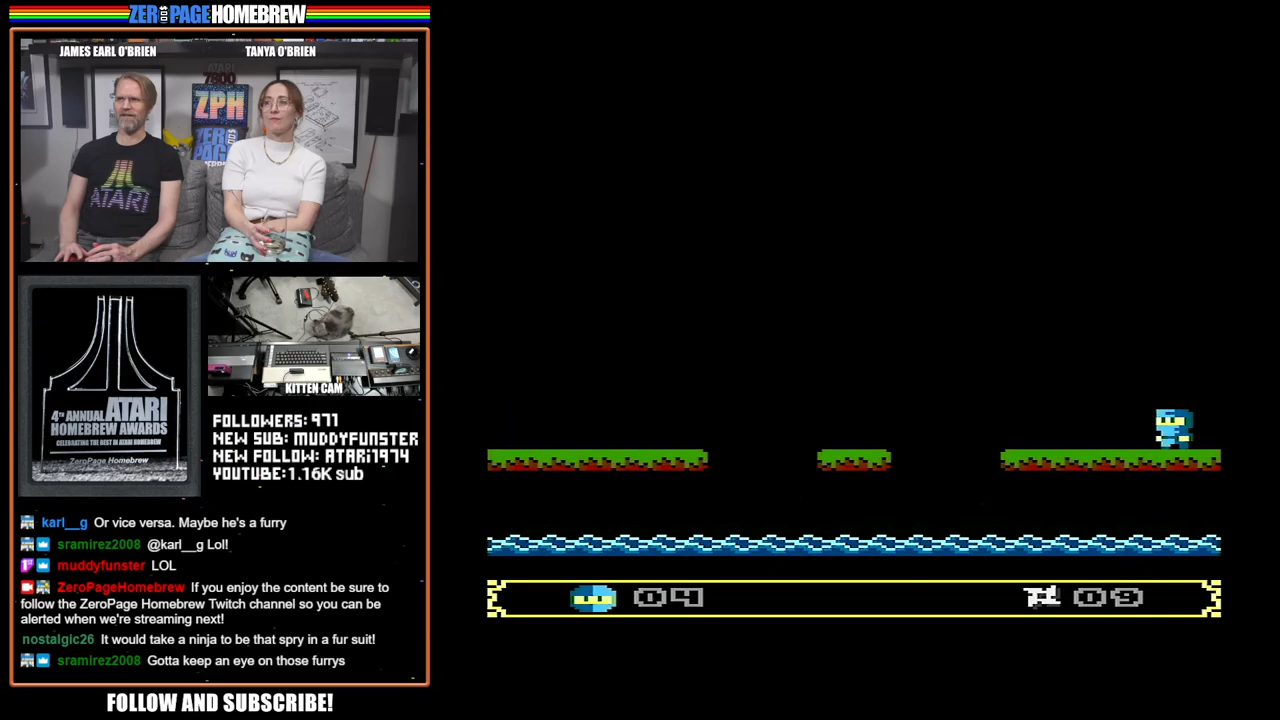 ZERO PAGE HOMEBREW
JAMES EARL O'BRIEN
TANYA O'BRIEN
ATARI
7800
ZPH
ZERO
PAGE
ATARI
4TH ANNUAL ATARI
HOMEBREW AWARDS
CELEBRATING THE BEST IN ATARI HOMEBREW
ZeroPage Homebrew
KITTEN CAM
FOLLOWERS: 971
NEW SUB: MUDDYFUNSTER
NEW FOLLOW: ATARI1974
YOUTUBE: 1.16K sub
karl__g Or vice versa. Maybe he's a furry
sramirez2008 @karl__g Lol!
muddyfunster LOL
ZeroPageHomebrew If you enjoy the content be sure to
follow the ZeroPage Homebrew Twitch channel so you can be
alerted when we're streaming next!
nostalgic26 It would take a ninja to be that spry in a fur suit!
sramirez2008 Gotta keep an eye on those furrys
FOLLOW AND SUBSCRIBE!
04
09